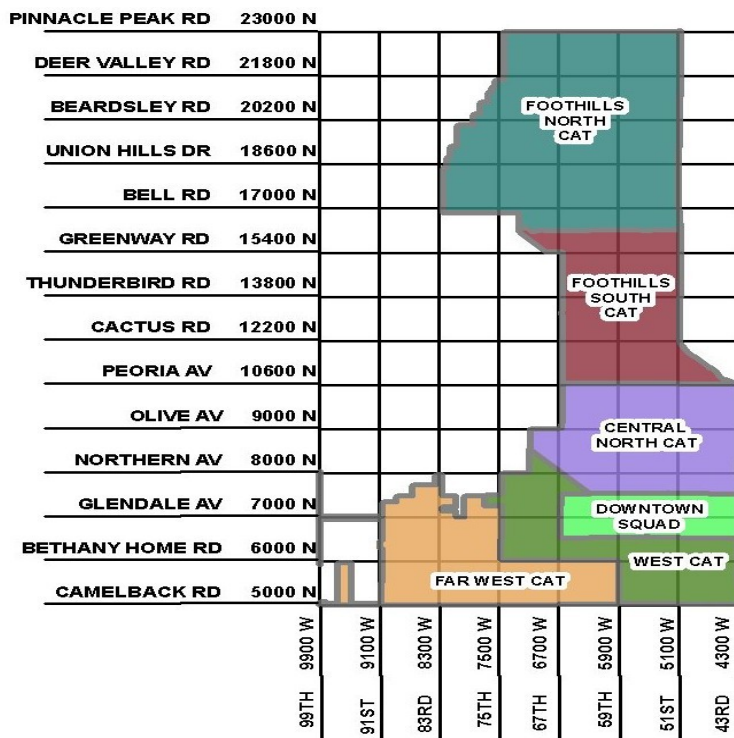 PINNACLE PEAK RD 23000 N
DEER VALLEY RD 21800 N
BEARDSLEY RD 20200 N
UNION HILLS DR 18600 N
BELL RD 17000 N
GREENWAY RD 15400 N
THUNDERBIRD RD 13800 N
CACTUS RD 12200 N
PEORIA AV 10600 N
OLIVE AV 9000 N
NORTHERN AV 8000 N
GLENDALE AV 7000 N
BETHANY HOME RD 6000 N
CAMELBACK RD 5000 N
FOOTHILLS
NORTH
CAT
FOOTHILLS
SOUTH
CAT
CENTRAL
NORTH CAT
DOWNTOWN
SQUAD
WEST CAT
FAR WEST CAT
9900 W
9100 W
8300 W
7500 W
6700 W
5900 W
5100 W
4300 W
99TH
91ST
83RD
75TH
67TH
59TH
51ST
43RD